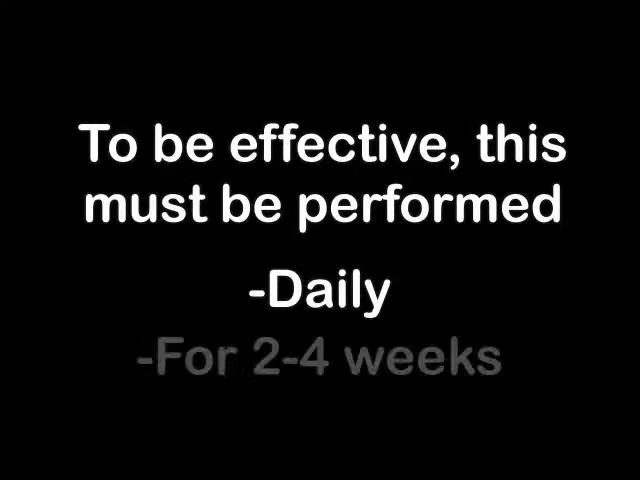 To be effective, this
must be performed
-Daily
-For 2-4 weeks